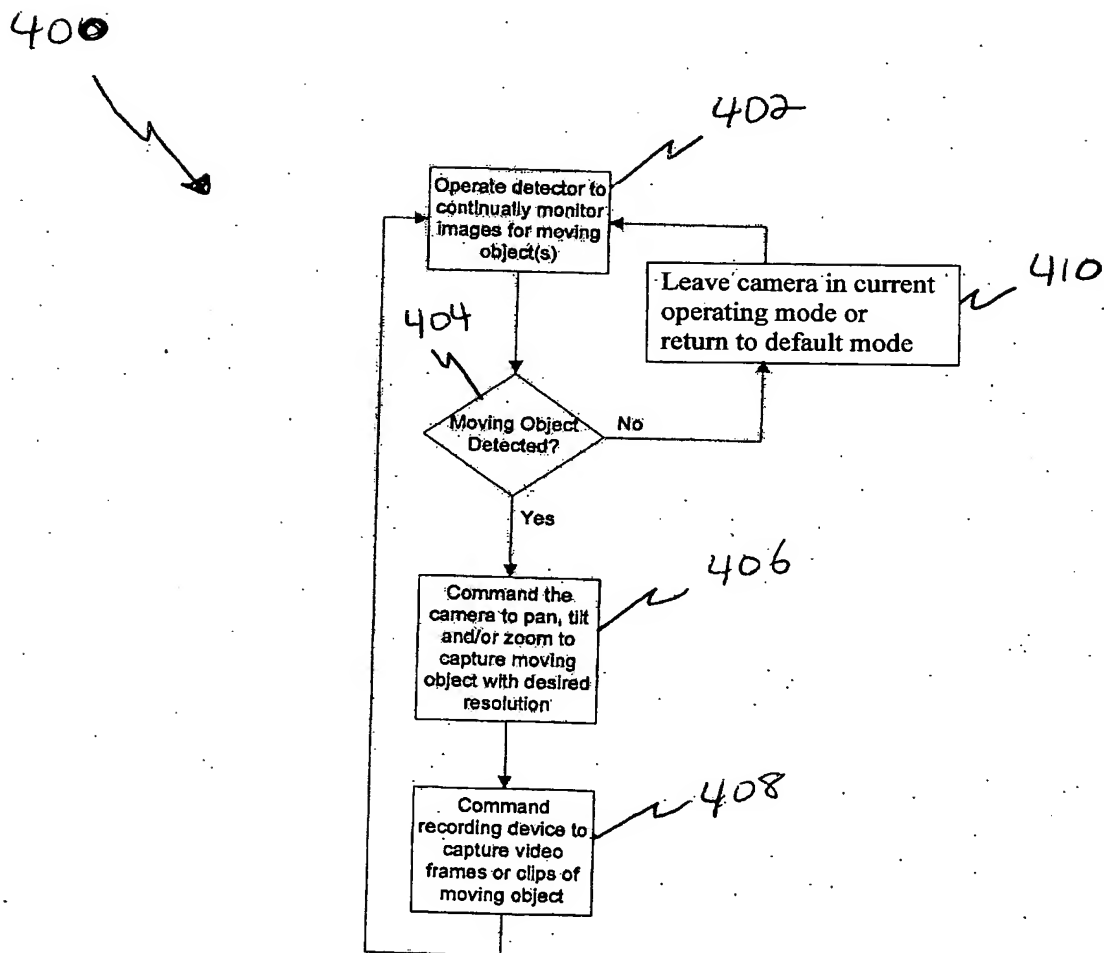 400
402
Operate detector to
continually monitor
images for moving
object(s)
410
Leave camera in current
operating mode or
return to default mode
404
Moving Object
Detected?
No
Yes
406
Command the
camera to pan, tilt
and/or zoom to
capture moving
object with desired
resolution
408
Command
recording device to
capture video
frames or clips of
moving object